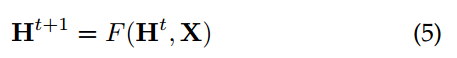 H^{t+1} = F(H^t, X) (5)